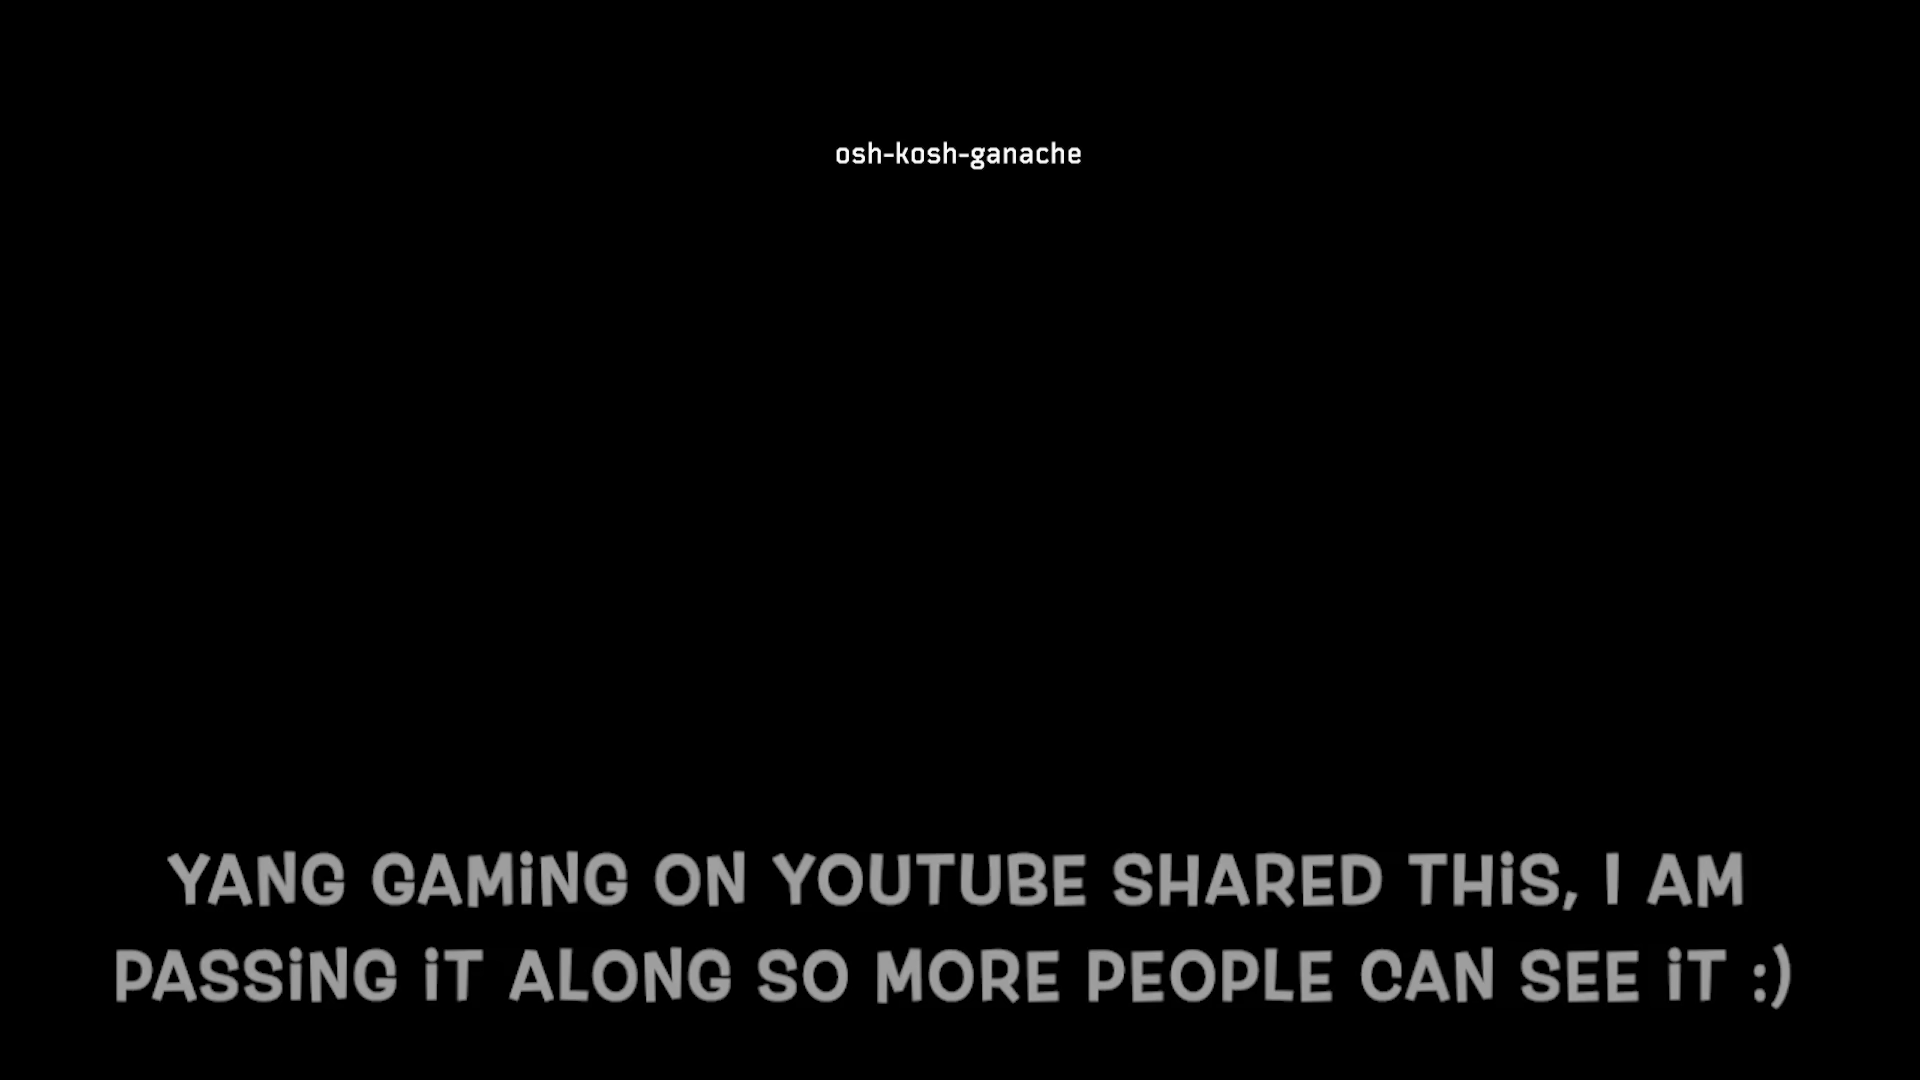 osh-kosh-ganache
YANG GAMiNG ON YOUTUBE SHARED THiS, I AM
PASSiNG iT ALONG SO MORE PEOPLE CAN SEE iT :)